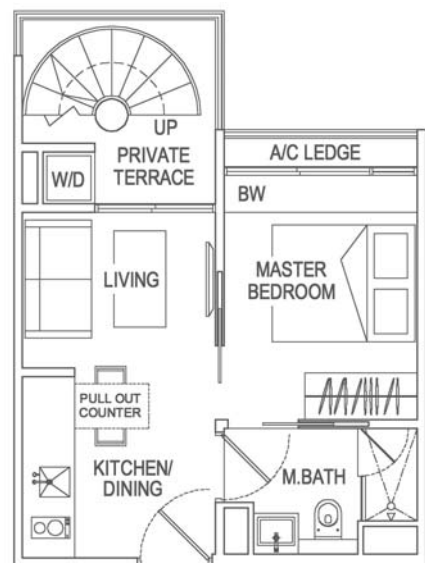 UP
PRIVATE
TERRACE
W/D
A/C LEDGE
BW
LIVING
MASTER
BEDROOM
PULL OUT
COUNTER
KITCHEN/
DINING
M.BATH